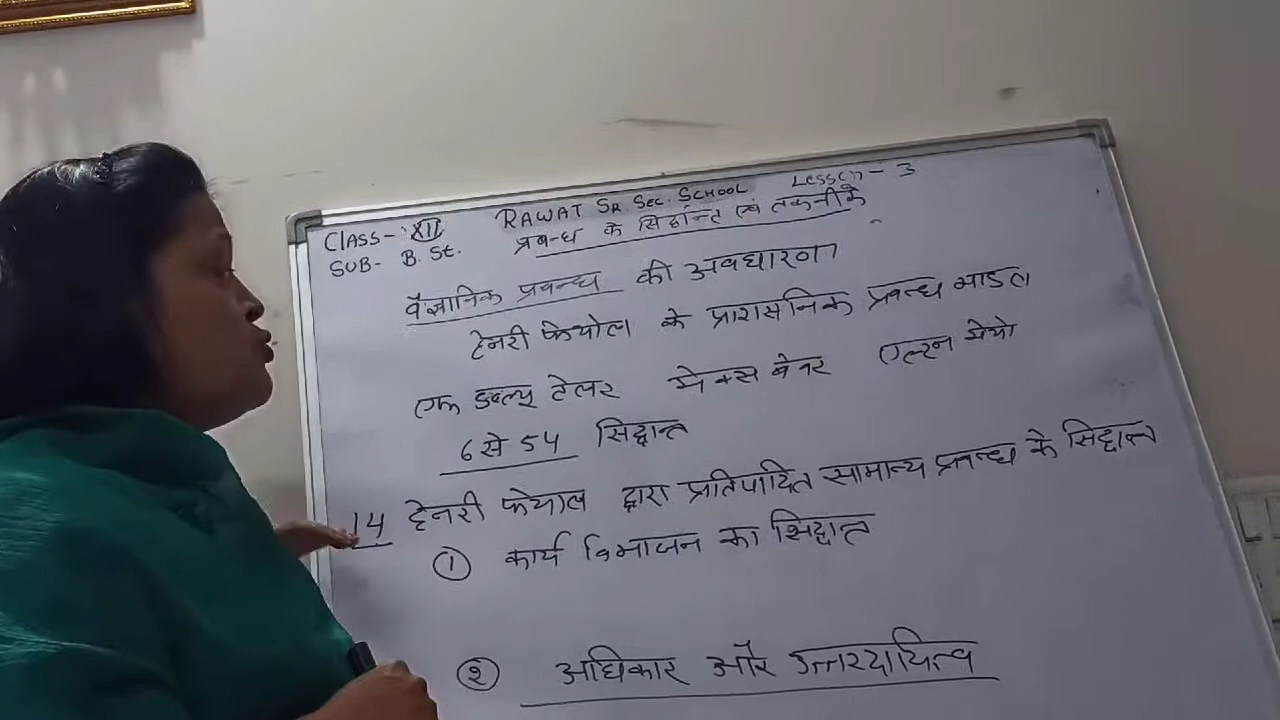 CLASS- XII RAWAT SR SEC. SCHOOL LESSON - 3
SUB- B. St. प्रबन्ध के सिद्धान्त एवं तकनीके
वैज्ञानिक प्रबन्ध की अवधारणा
हेनरी फेयोल के प्राशासनिक प्रबन्ध माडल
एफ डब्ल्यू टेलर मेक्स वेबर एल्टन मेयो
6 से 54 सिद्धान्त
14 हेनरी फेयोल द्वारा प्रतिपादित सामान्य प्रबन्ध के सिद्धान्त
① कार्य विभाजन का सिद्धान्त
② अधिकार और उत्तरदायित्व